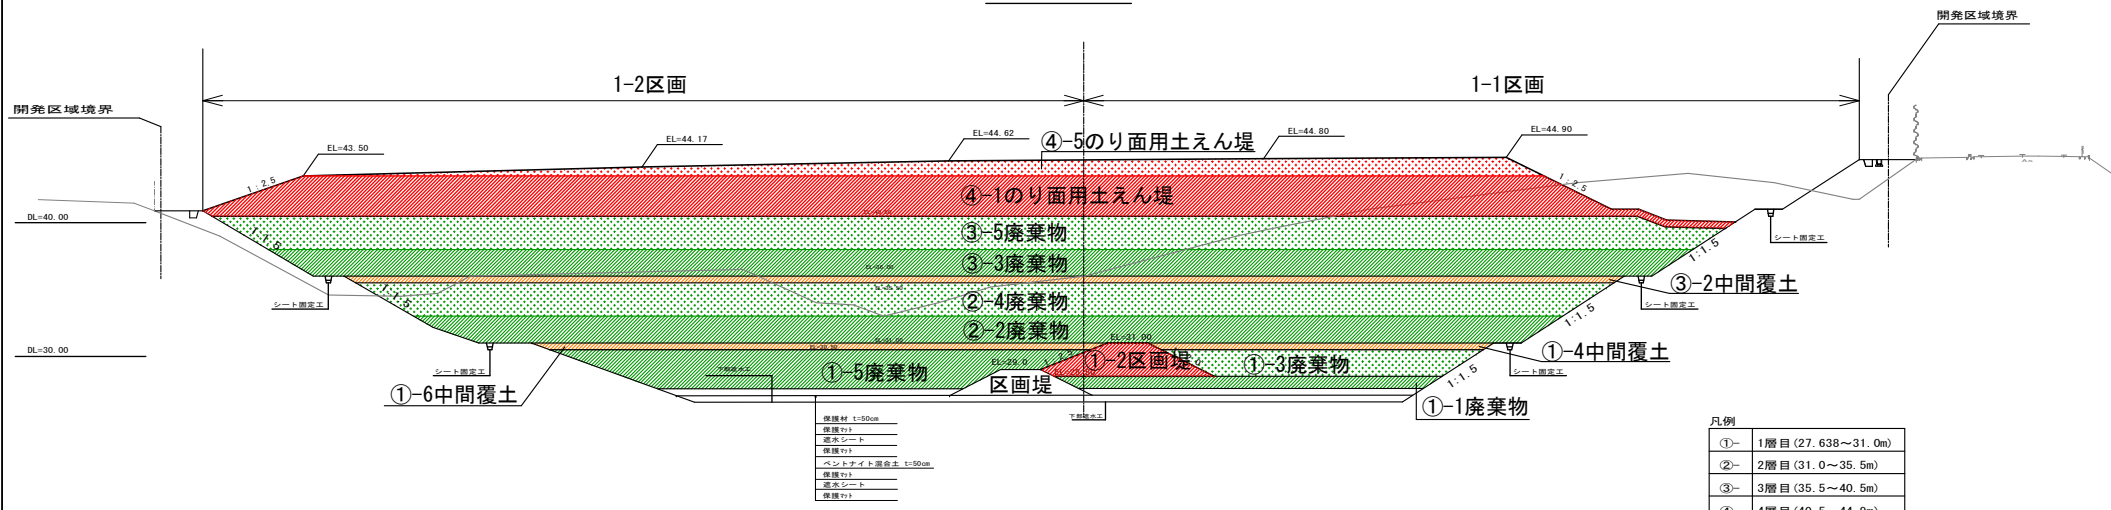 開発区域境界
1-2区画
1-1区画
開発区域境界
EL=43.50
EL=44.17
EL=44.62
④-5のり面用土えん堤
EL=44.80
EL=44.90
1:2.5
④-1のり面用土えん堤
1:2.5
DL=40.00
③-5廃棄物
1:1.5
シート固定工
1:1.5
③-3廃棄物
シート固定工
1:1.5
③-2中間覆土
シート固定工
②-4廃棄物
1:1.5
②-2廃棄物
EL=31.00
DL=30.00
①-4中間覆土
シート固定工
EL=29.0
①-2区画堤
①-3廃棄物
シート固定工
①-5廃棄物
1:1.5
区画堤
①-6中間覆土
①-1廃棄物
保護材 t=50cm
保護マット
遮水シート
保護マット
ベントナイト混合土 t=50cm
保護マット
遮水シート
保護マット
凡例
①- 1層目(27.638~31.0m)
②- 2層目(31.0~35.5m)
③- 3層目(35.5~40.5m)